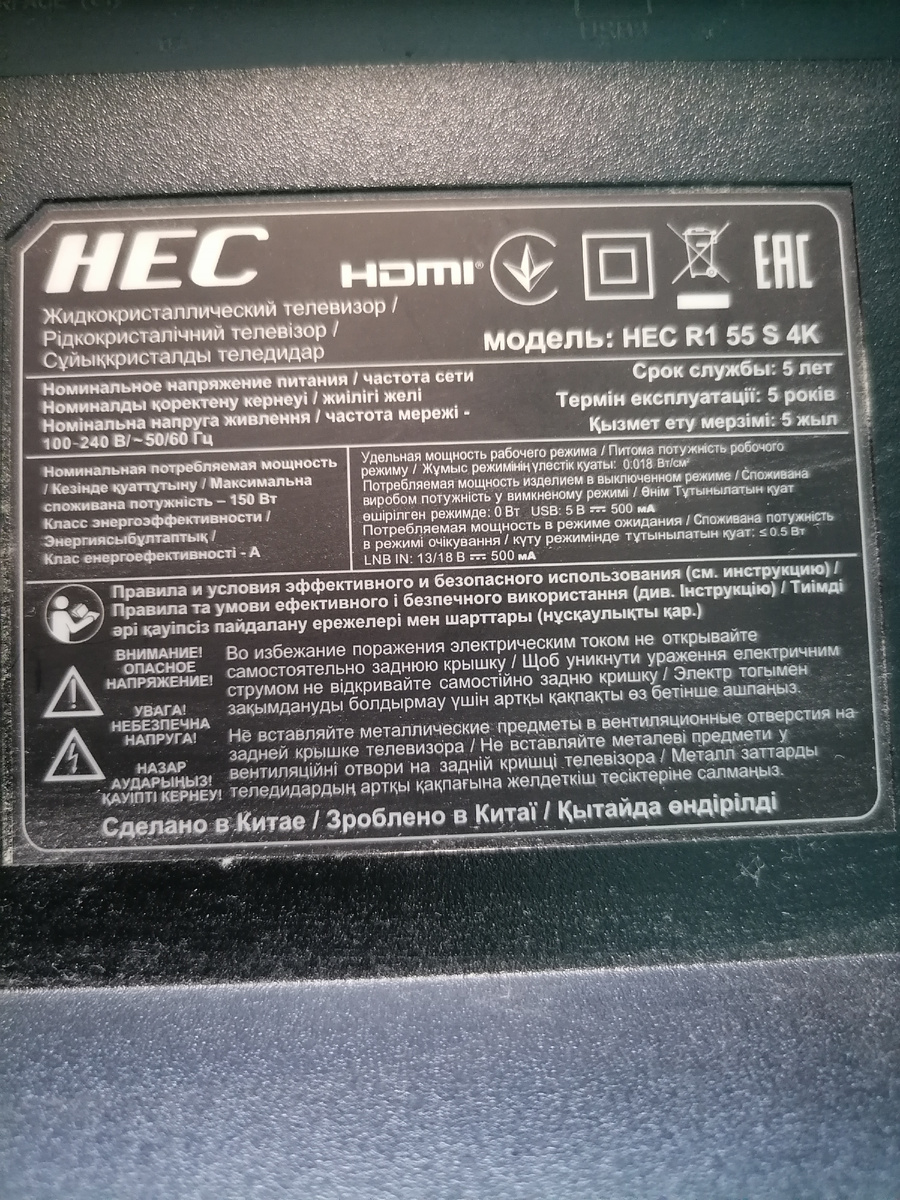 HEC
HDMI®
EAC
Жидкокристаллический телевизор /
Рідкокристалічний телевізор /
Сұйыққристалды теледидар
модель: HEC R1 55 S 4K
Номинальное напряжение питания / частота сети
Номиналды қоректену кернеуі / жиілігі желі
Номінальна напруга живлення / частота мережі -
100-240 В/~50/60 Гц
Срок службы: 5 лет
Термін експлуатації: 5 років
Қызмет ету мерзімі: 5 жыл
Номинальная потребляемая мощность
/ Кезінде қуаттұтыну / Максимальна
споживана потужність – 150 Вт
Класс энергоэффективности /
Энергиясыбұлтаптық /
Клас енергоефективності - А
Удельная мощность рабочего режима / Питома потужність робочого
режиму / Жұмыс режимінің үлестік қуаты: 0.018 Вт/см²
Потребляемая мощность изделием в выключенном режиме / Споживана
виробом потужність у вимкненому режимі / Өнім Тұтынылатын қуат
өшірілген режимде: 0 Вт USB: 5 В ⎓ 500 мА
Потребляемая мощность в режиме ожидания / Споживана потужність
в режимі очікування / күту режимінде тұтынылатын қуат: ≤ 0.5 Вт
LNB IN: 13/18 В ⎓ 500 мА
Правила и условия эффективного и безопасного использования (см. инструкцию) /
Правила та умови ефективного і безпечного використання (див. Інструкцію) / Тиімді
әрі қауіпсіз пайдалану ережелері мен шарттары (нұсқаулықты қар.)
ВНИМАНИЕ!
ОПАСНОЕ
НАПРЯЖЕНИЕ!
УВАГА!
НЕБЕЗПЕЧНА
НАПРУГА!
НАЗАР
АУДАРЫҢЫЗ!
ҚАУІПТІ КЕРНЕУ!
Во избежание поражения электрическим током не открывайте
самостоятельно заднюю крышку / Щоб уникнути ураження електричним
струмом не відкривайте самостійно задню кришку / Электр тогымен
зақымдануды болдырмау үшін артқы қақпақты өз бетінше ашпаңыз.
Не вставляйте металлические предметы в вентиляционные отверстия на
задней крышке телевизора / Не вставляйте металеві предмети у
вентиляційні отвори на задній кришці телевізора / Металл заттарды
теледидардың артқы қақпағына желдеткіш тесіктеріне салмаңыз.
Сделано в Китае / Зроблено в Китаї / Қытайда өндірілді